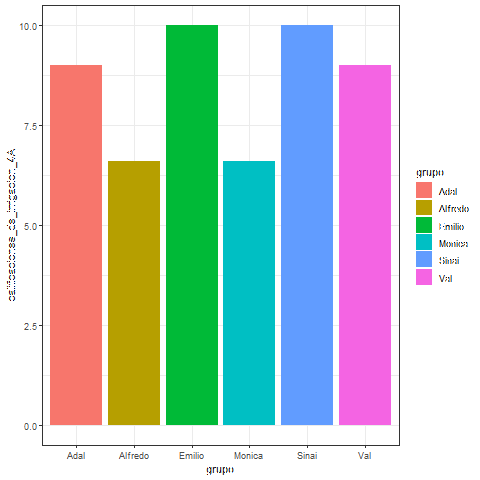 10.0
7.5
5.0
2.5
0.0
Adal
Alfredo
Emilio
Monica
Sinai
Val
grupo
grupo
Adal
Alfredo
Emilio
Monica
Sinai
Val